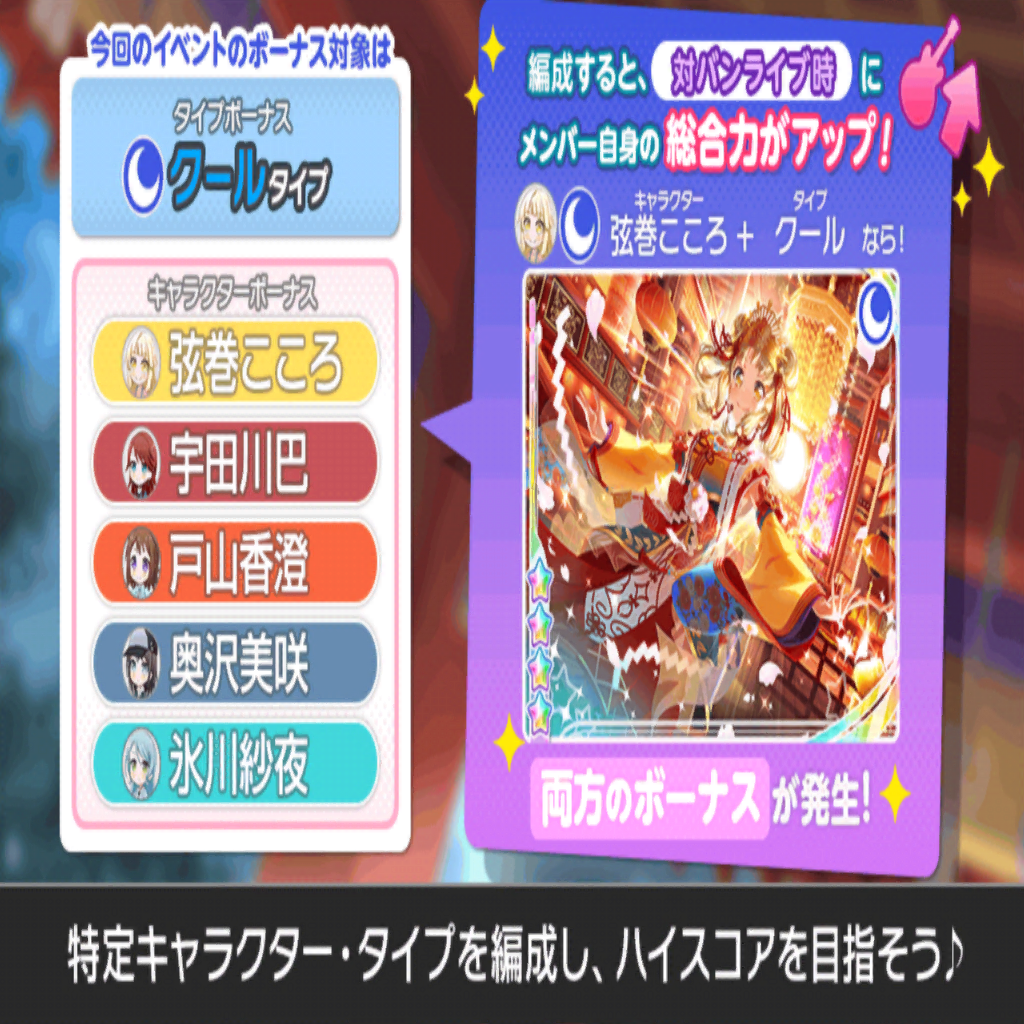 今回のイベントのボーナス対象は
タイプボーナス
クールタイプ
キャラクターボーナス
弦巻こころ
宇田川巴
戸山香澄
奥沢美咲
氷川紗夜
編成すると、対バンライブ時に
メンバー自身の総合力がアップ!
キャラクター タイプ
弦巻こころ + クール なら!
両方のボーナスが発生!
特定キャラクター・タイプを編成し、ハイスコアを目指そう♪